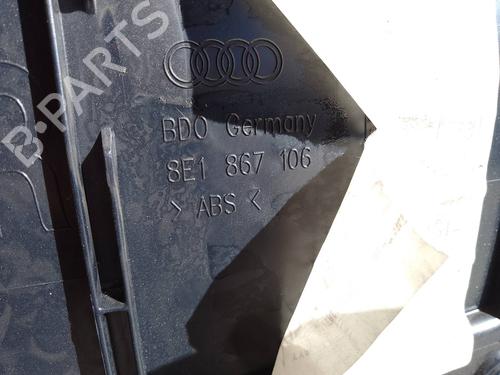 B-PARTS
BDO Germany
8E1 867 106
> ABS <